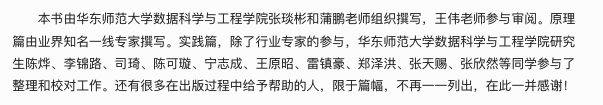 本书由华东师范大学数据科学与工程学院张琰彬和蒲鹏老师组织撰写，王伟老师参与审阅。原理
篇由业界知名一线专家撰写。实践篇，除了行业专家的参与，华东师范大学数据科学与工程学院研究
生陈烨、李锦路、司琦、陈可璇、宁志成、王原昭、雷镇豪、郑泽洪、张天赐、张欣然等同学参与了
整理和校对工作。还有很多在出版过程中给予帮助的人，限于篇幅，不再一一列出，在此一并感谢！